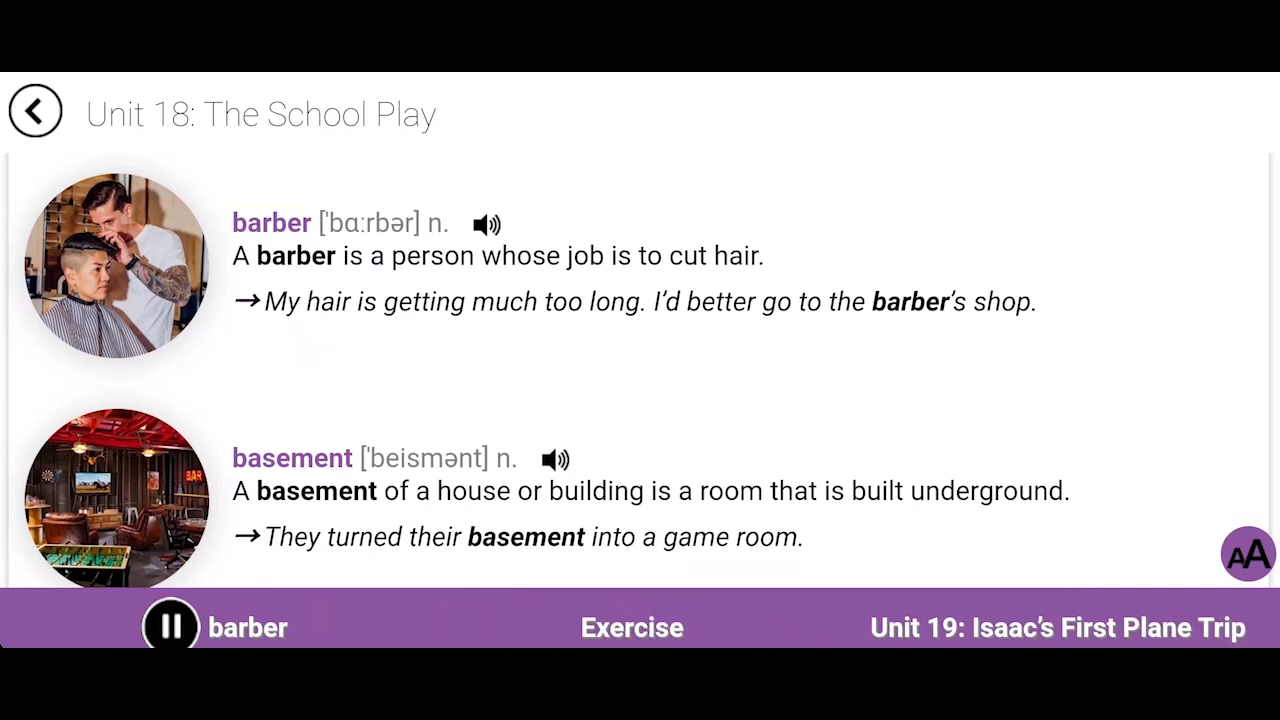 Unit 18: The School Play
barber [ˈbɑːrbər] n.
A barber is a person whose job is to cut hair.
→ My hair is getting much too long. I’d better go to the barber’s shop.
basement [ˈbeismənt] n.
A basement of a house or building is a room that is built underground.
→ They turned their basement into a game room.
BAR
AA
barber
Exercise
Unit 19: Isaac’s First Plane Trip